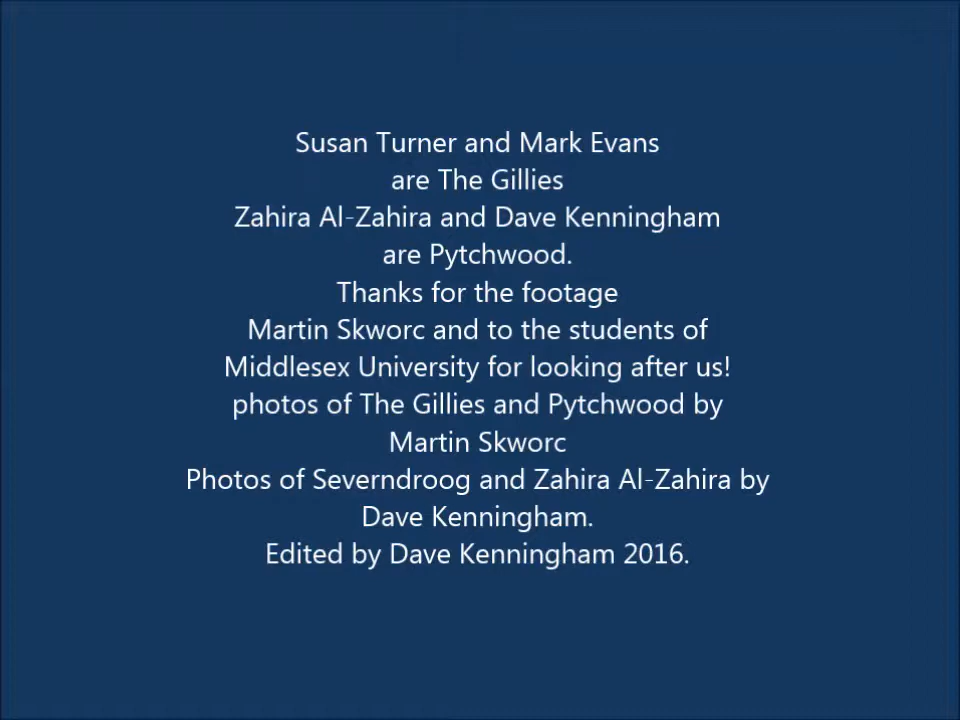 Susan Turner and Mark Evans
are The Gillies
Zahira Al-Zahira and Dave Kenningham
are Pytchwood.
Thanks for the footage
Martin Skworc and to the students of
Middlesex University for looking after us!
photos of The Gillies and Pytchwood by
Martin Skworc
Photos of Severndroog and Zahira Al-Zahira by
Dave Kenningham.
Edited by Dave Kenningham 2016.